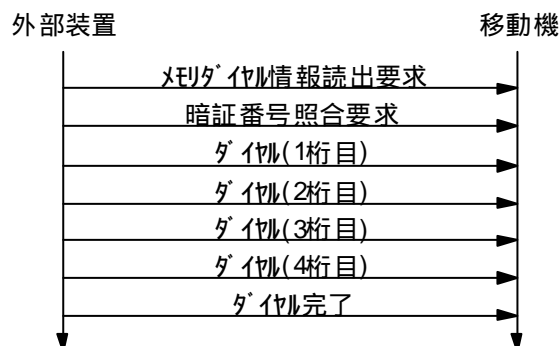 外部装置
移動機
ﾒﾓﾘﾀﾞｲﾔﾙ情報読出要求
暗証番号照合要求
ﾀﾞｲﾔﾙ(1桁目)
ﾀﾞｲﾔﾙ(2桁目)
ﾀﾞｲﾔﾙ(3桁目)
ﾀﾞｲﾔﾙ(4桁目)
ﾀﾞｲﾔﾙ完了